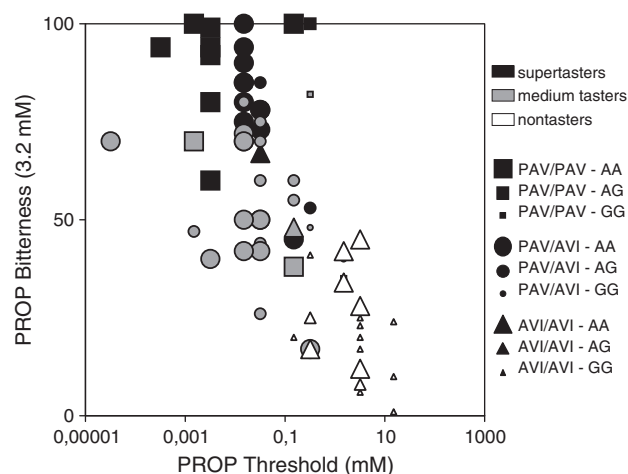 PROP Bitterness (3.2 mM)
100
50
0
0,00001
0,001
0,1
10
1000
PROP Threshold (mM)
supertasters
medium tasters
nontasters
PAV/PAV - AA
PAV/PAV - AG
PAV/PAV - GG
PAV/AVI - AA
PAV/AVI - AG
PAV/AVI - GG
AVI/AVI - AA
AVI/AVI - AG
AVI/AVI - GG